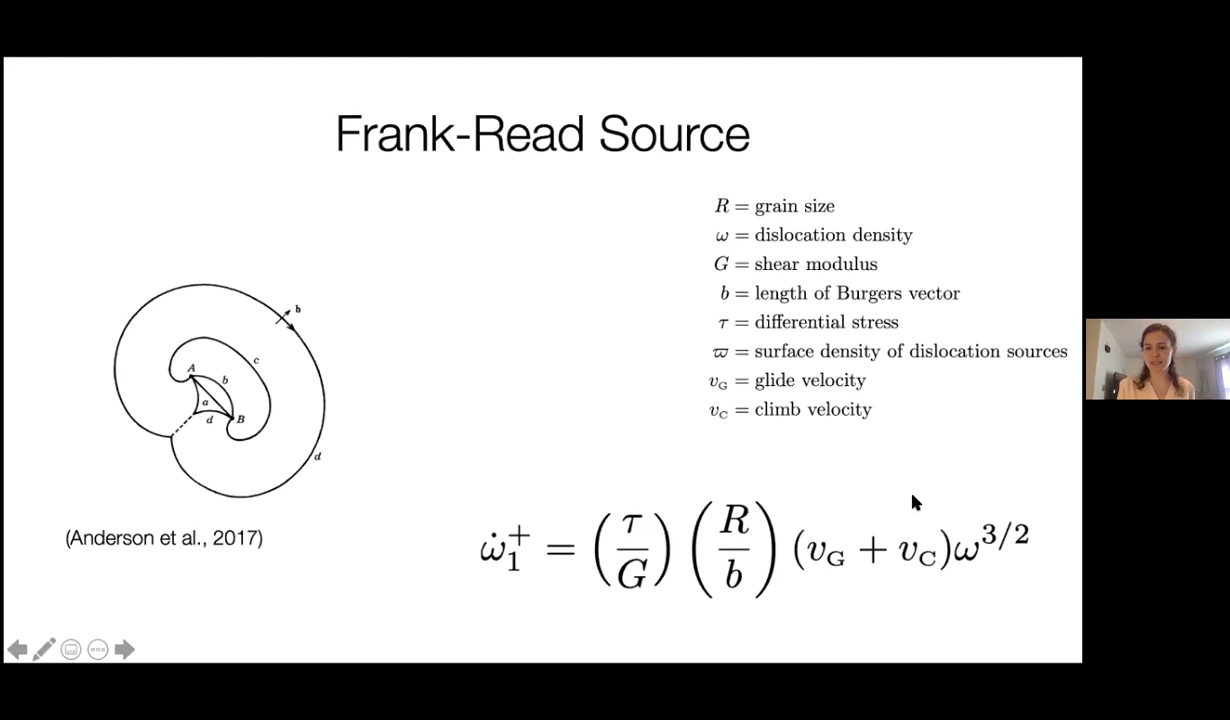 Frank-Read Source
R = grain size
ω = dislocation density
G = shear modulus
b = length of Burgers vector
τ = differential stress
ϖ = surface density of dislocation sources
v_G = glide velocity
v_C = climb velocity
b
c
A
b
a
d
B
d
(Anderson et al., 2017)
ω̇₁⁺ = (τ/G) (R/b) (v_G + v_C)ω^{3/2}